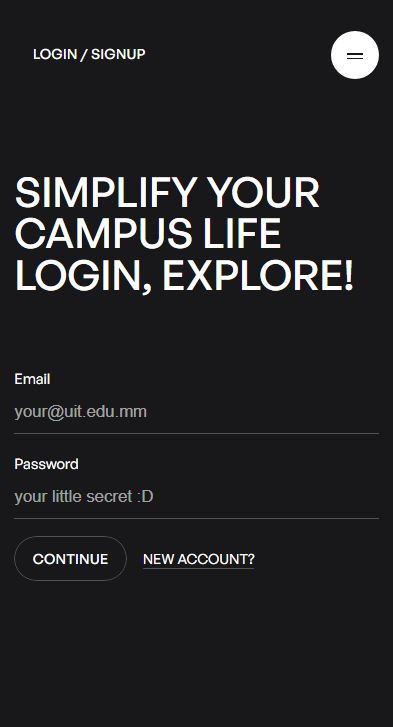 LOGIN / SIGNUP
SIMPLIFY YOUR
CAMPUS LIFE
LOGIN, EXPLORE!
Email
your@uit.edu.mm
Password
your little secret :D
CONTINUE
NEW ACCOUNT?